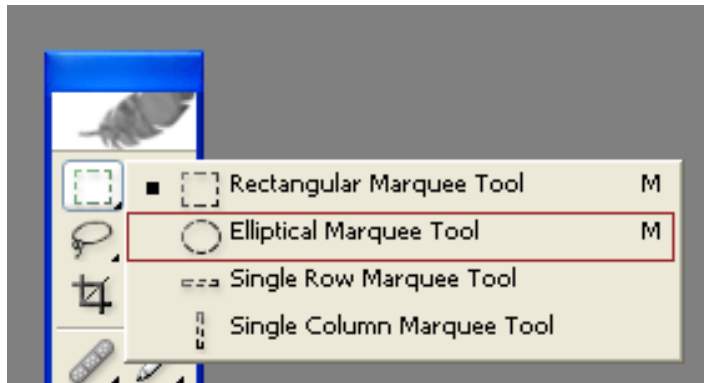 Rectangular Marquee Tool M
Elliptical Marquee Tool M
Single Row Marquee Tool
Single Column Marquee Tool